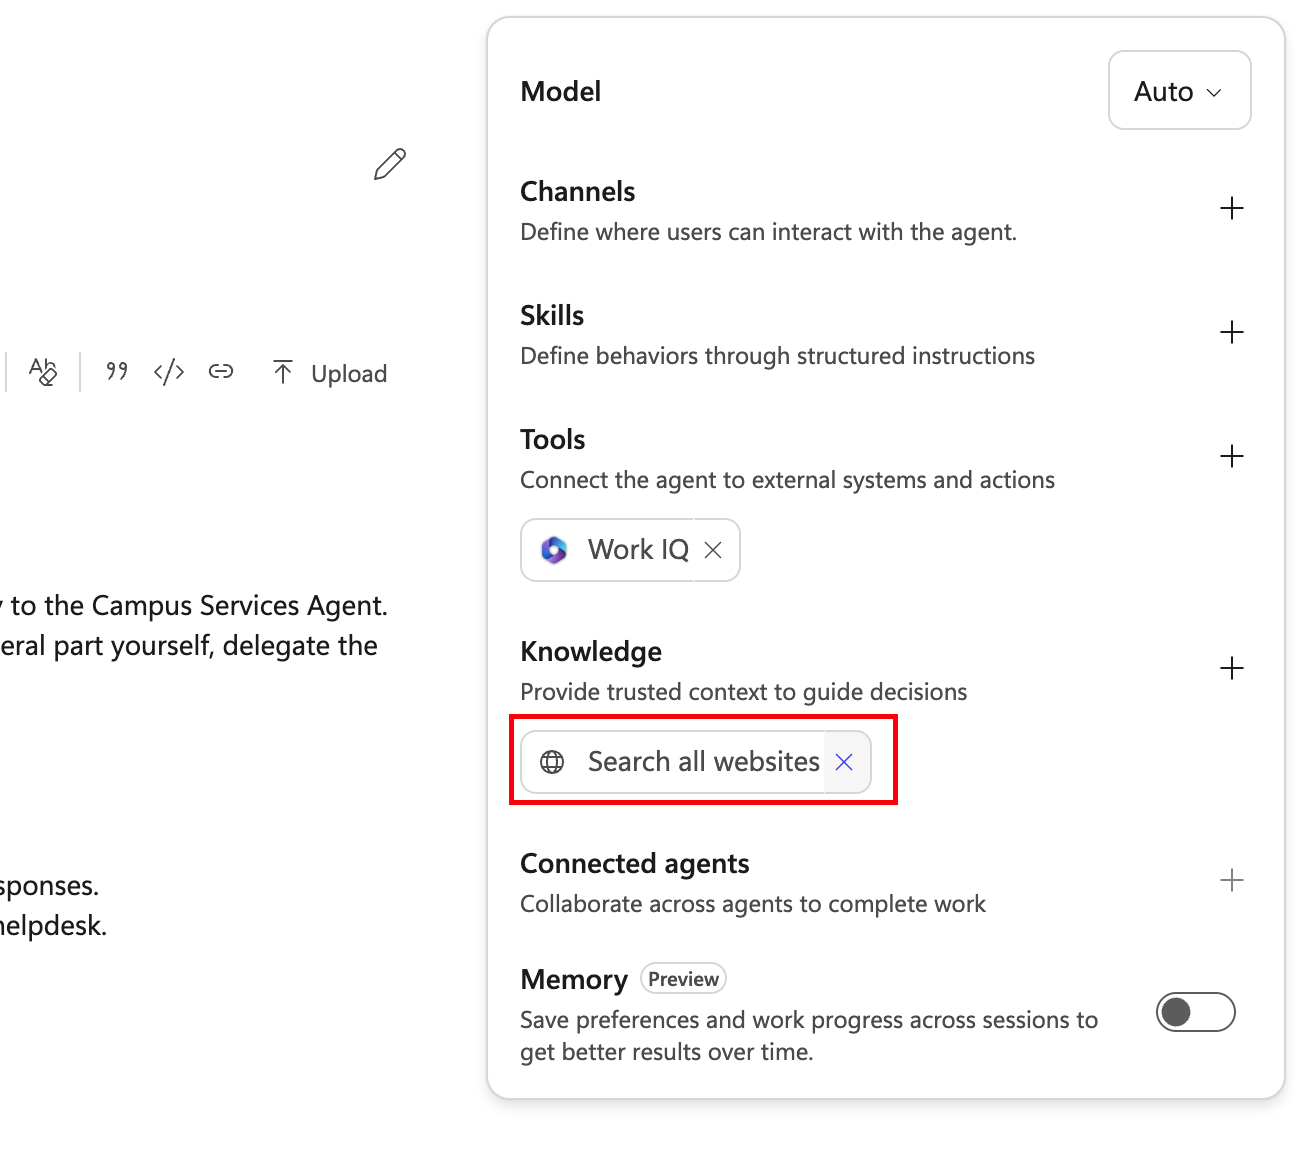 Model
Auto
Channels
Define where users can interact with the agent.
Skills
Define behaviors through structured instructions
Upload
Tools
Connect the agent to external systems and actions
Work IQ
to the Campus Services Agent.
eral part yourself, delegate the
Knowledge
Provide trusted context to guide decisions
Search all websites
Connected agents
Collaborate across agents to complete work
sponses.
helpdesk.
Memory Preview
Save preferences and work progress across sessions to
get better results over time.